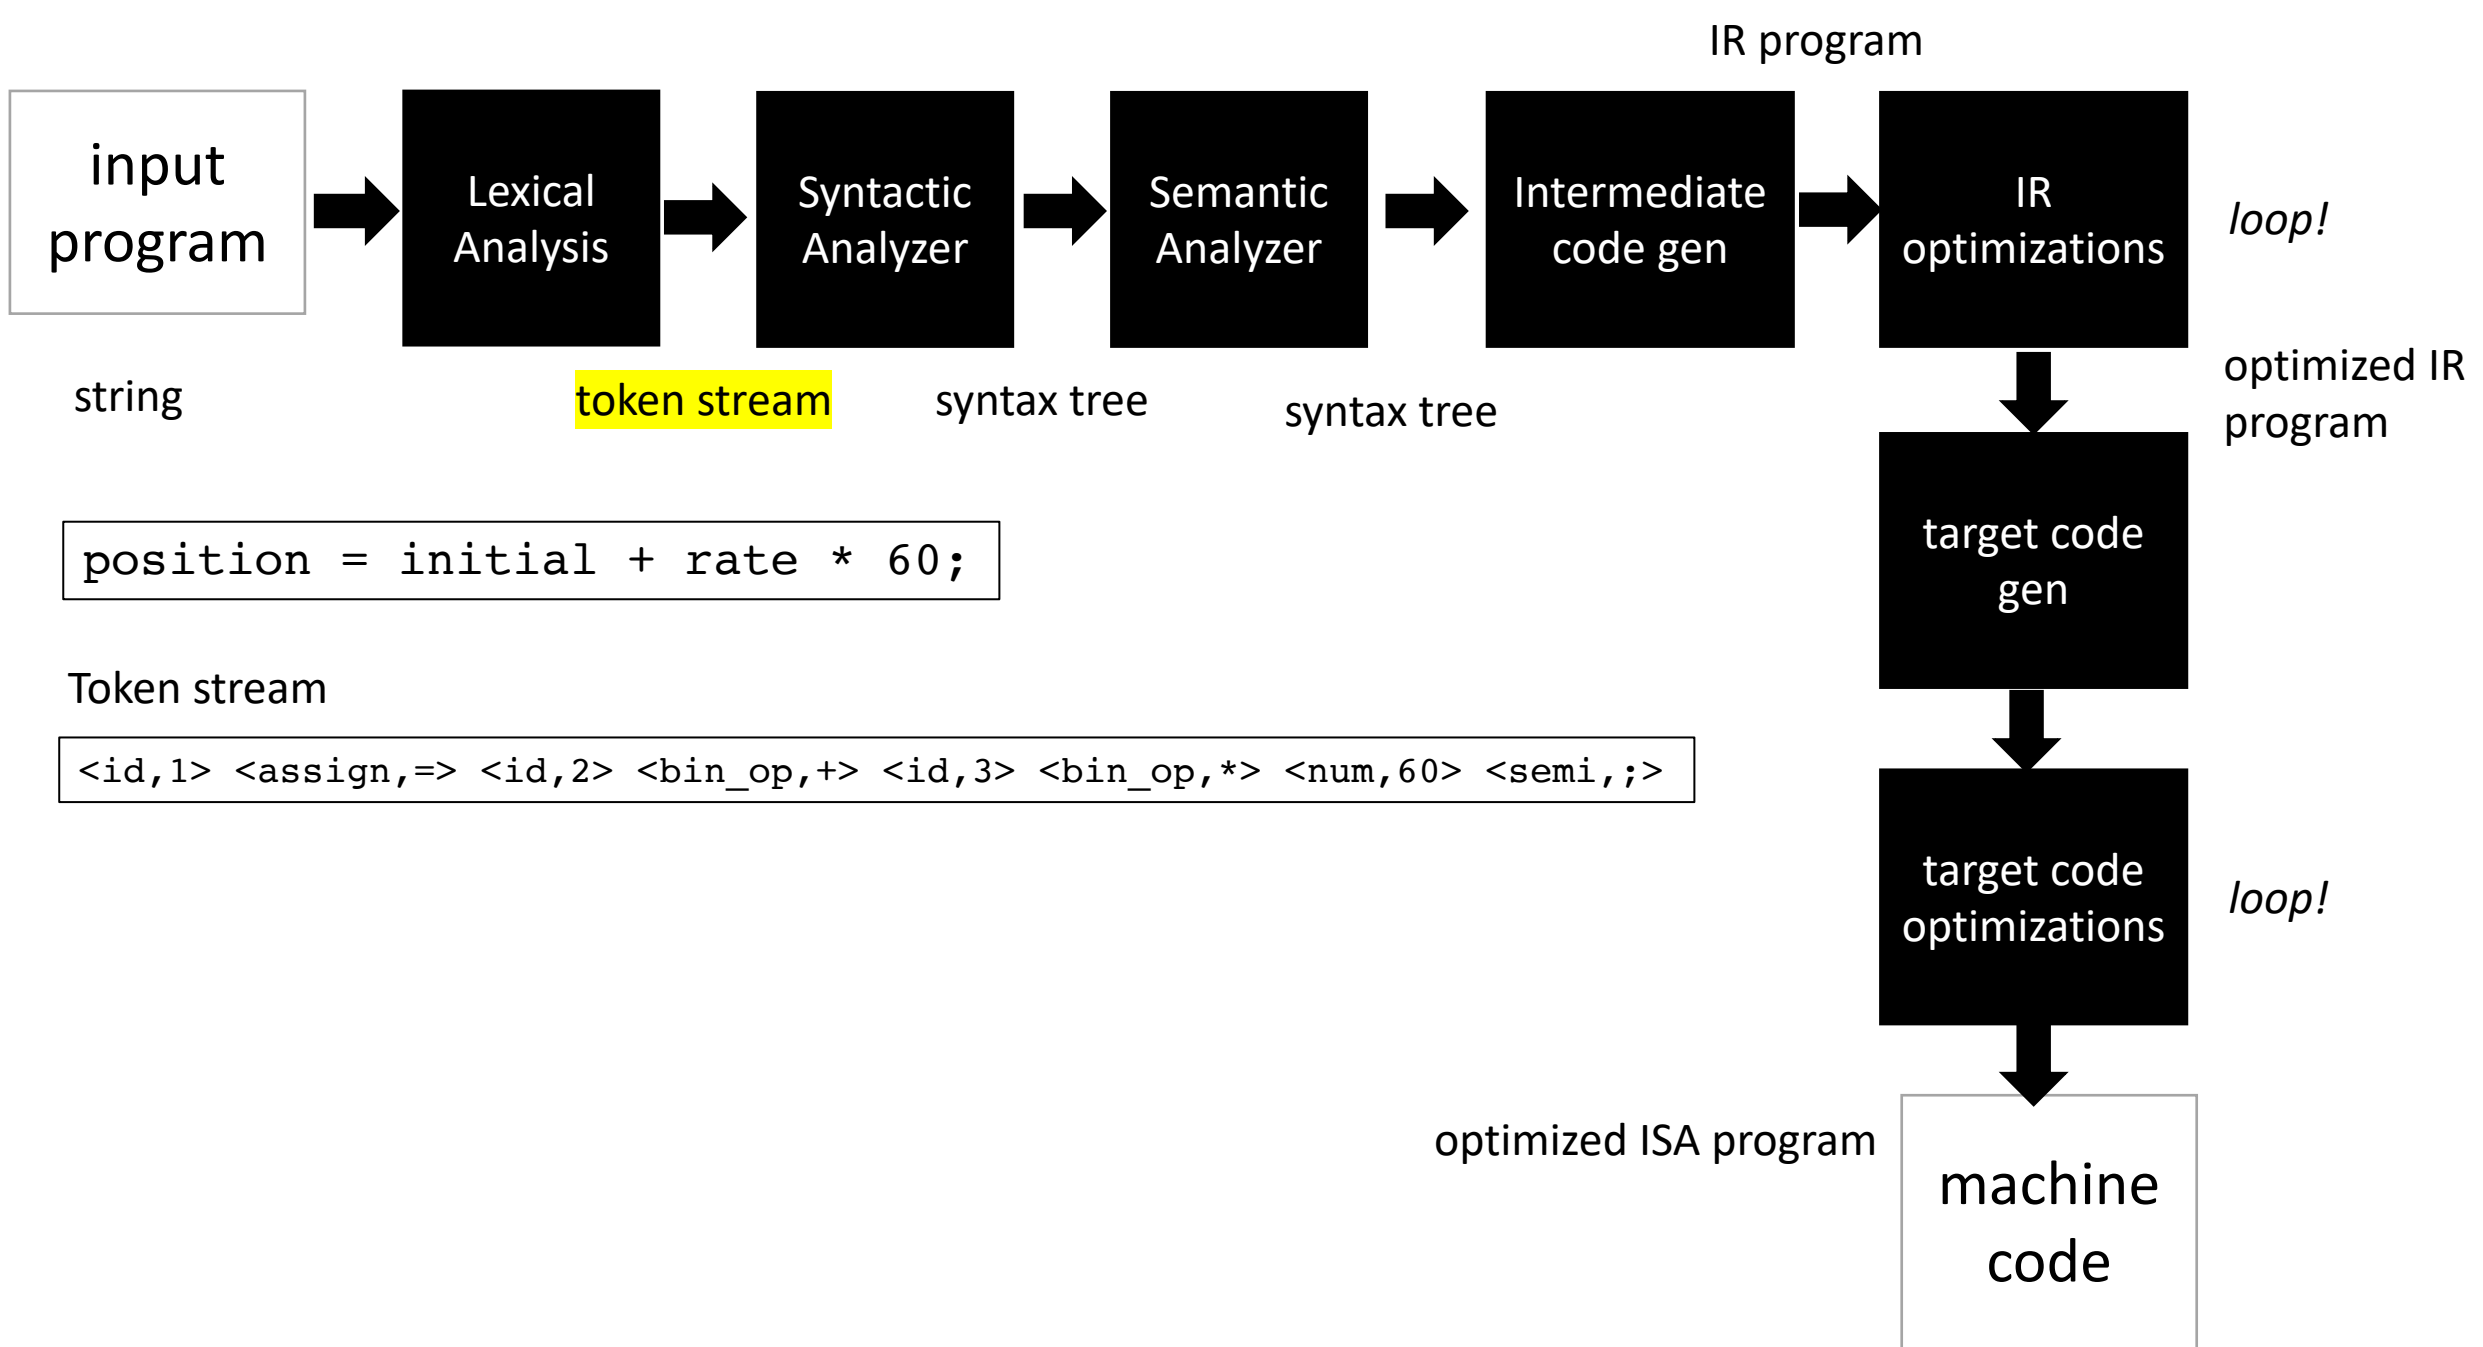 IR program
input
program
Lexical
Analysis
Syntactic
Analyzer
Semantic
Analyzer
Intermediate
code gen
IR
optimizations
loop!
string
token stream
syntax tree
syntax tree
optimized IR
program
position = initial + rate * 60;
target code
gen
Token stream
<id,1> <assign,=> <id,2> <bin_op,+> <id,3> <bin_op,*> <num,60> <semi,;>
target code
optimizations
loop!
optimized ISA program
machine
code